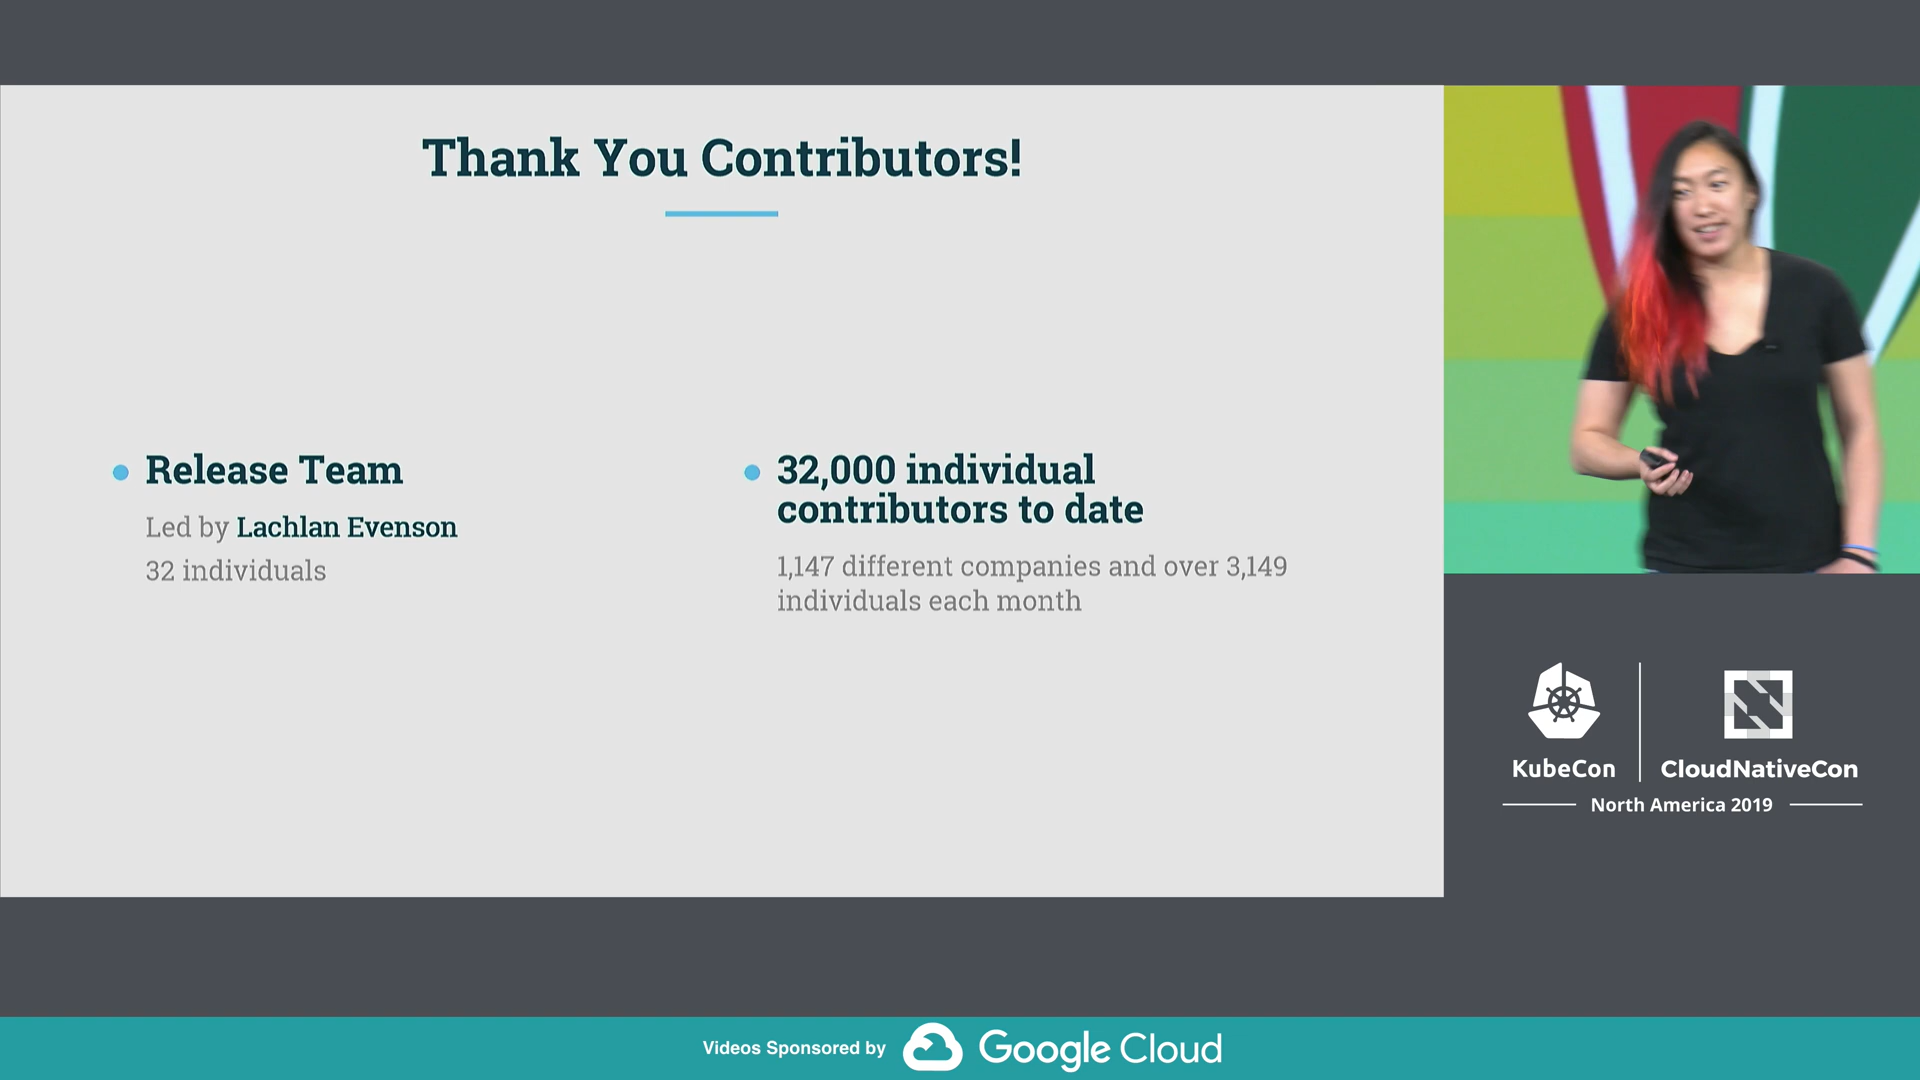 Thank You Contributors!
Release Team
Led by Lachlan Evenson
32 individuals
32,000 individual
contributors to date
1,147 different companies and over 3,149
individuals each month
KubeCon
CloudNativeCon
North America 2019
Videos Sponsored by
Google Cloud